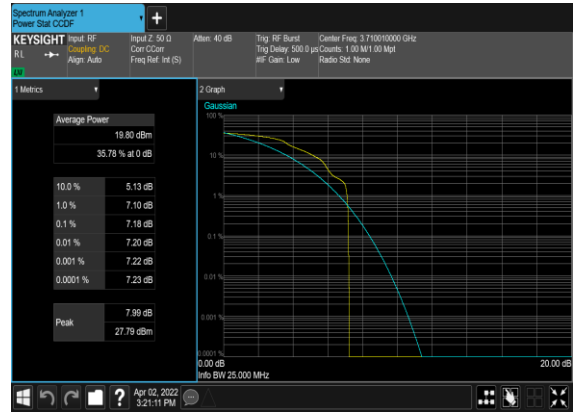 Spectrum Analyzer 1
Power Stat CCDF
KEYSIGHT
RL
LW
Input: RF
Coupling: DC
Align: Auto
Input Z: 50 Ω
Corr CCorr
Freq Ref: Int (S)
Atten: 40 dB
Trig: RF Burst
Trig Delay: 500.0 µs
#IF Gain: Low
Center Freq: 3.710010000 GHz
Counts: 1.00 M/1.00 Mpt
Radio Std: None
1 Metrics
Average Power
19.80 dBm
35.78 % at 0 dB
10.0 % 5.13 dB
1.0 % 7.10 dB
0.1 % 7.18 dB
0.01 % 7.20 dB
0.001 % 7.22 dB
0.0001 % 7.23 dB
Peak
7.99 dB
27.79 dBm
2 Graph
Gaussian
100 %
10 %
1 %
0.1 %
0.01 %
0.001 %
0.0001 %
0.00 dB 20.00 dB
Info BW 25.000 MHz
?
Apr 02, 2022
3:21:11 PM